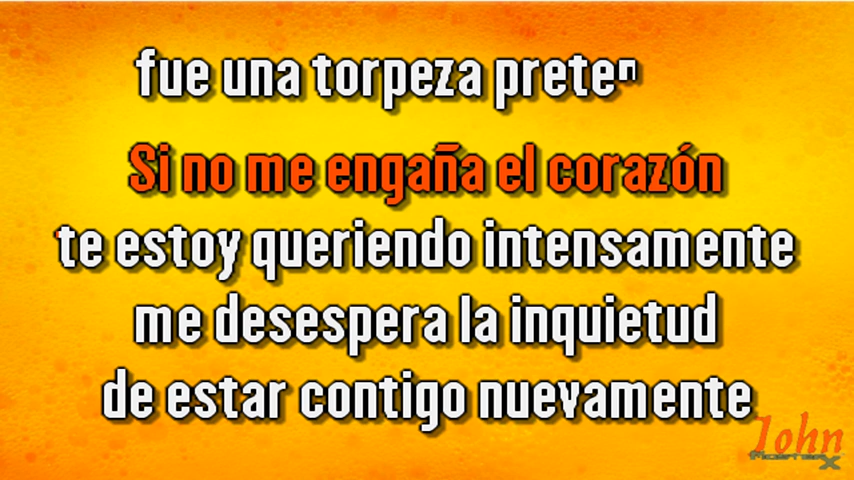 fue una torpeza preten
Si no me engaña el corazón
te estoy queriendo intensamente
me desespera la inquietud
de estar contigo nuevamente
John